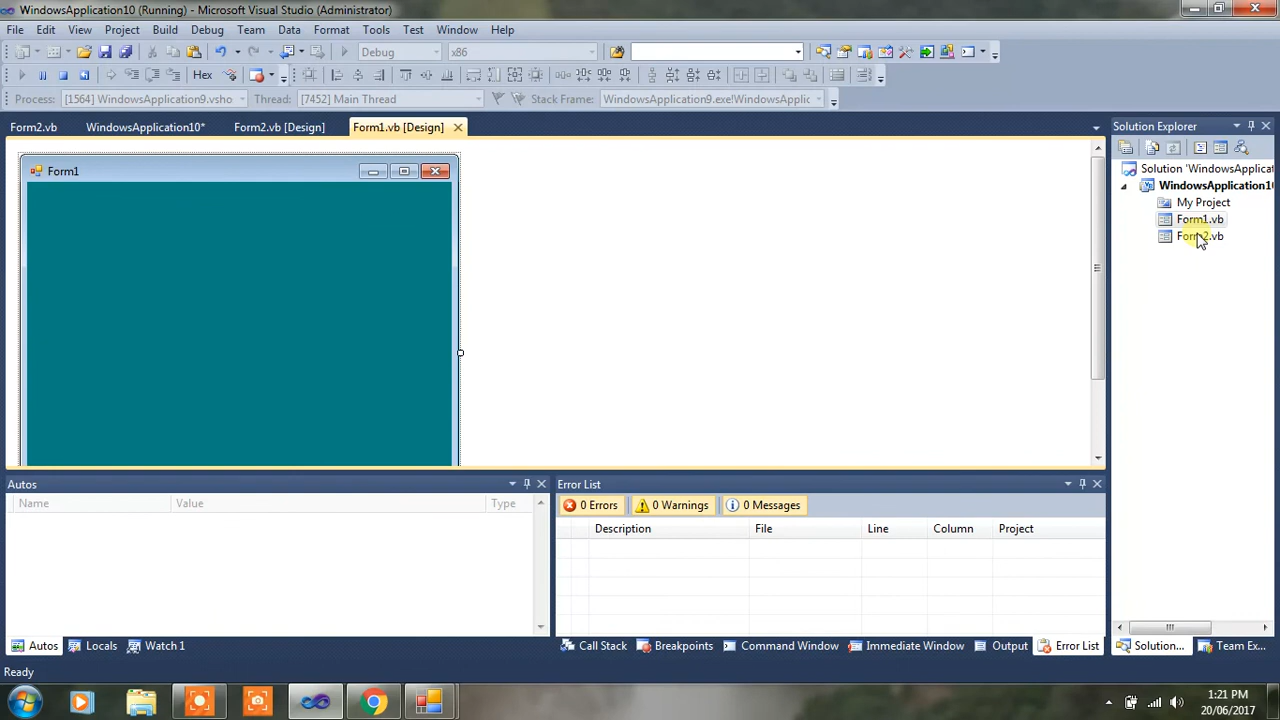 WindowsApplication10 (Running) - Microsoft Visual Studio (Administrator)
File Edit View Project Build Debug Team Data Format Tools Test Window Help
Debug x86
Hex
Process: [1564] WindowsApplication9.vsho Thread: [7452] Main Thread Stack Frame: WindowsApplication9.exe!WindowsApplic
Form2.vb WindowsApplication10* Form2.vb [Design] Form1.vb [Design]
Solution Explorer
Form1
Solution 'WindowsApplicat
WindowsApplication10
My Project
Form1.vb
Form2.vb
Autos
Name Value Type
Error List
0 Errors 0 Warnings 0 Messages
Description File Line Column Project
Autos Locals Watch 1
Call Stack Breakpoints Command Window Immediate Window Output Error List
Solution... Team Ex...
Ready
1:21 PM
20/06/2017